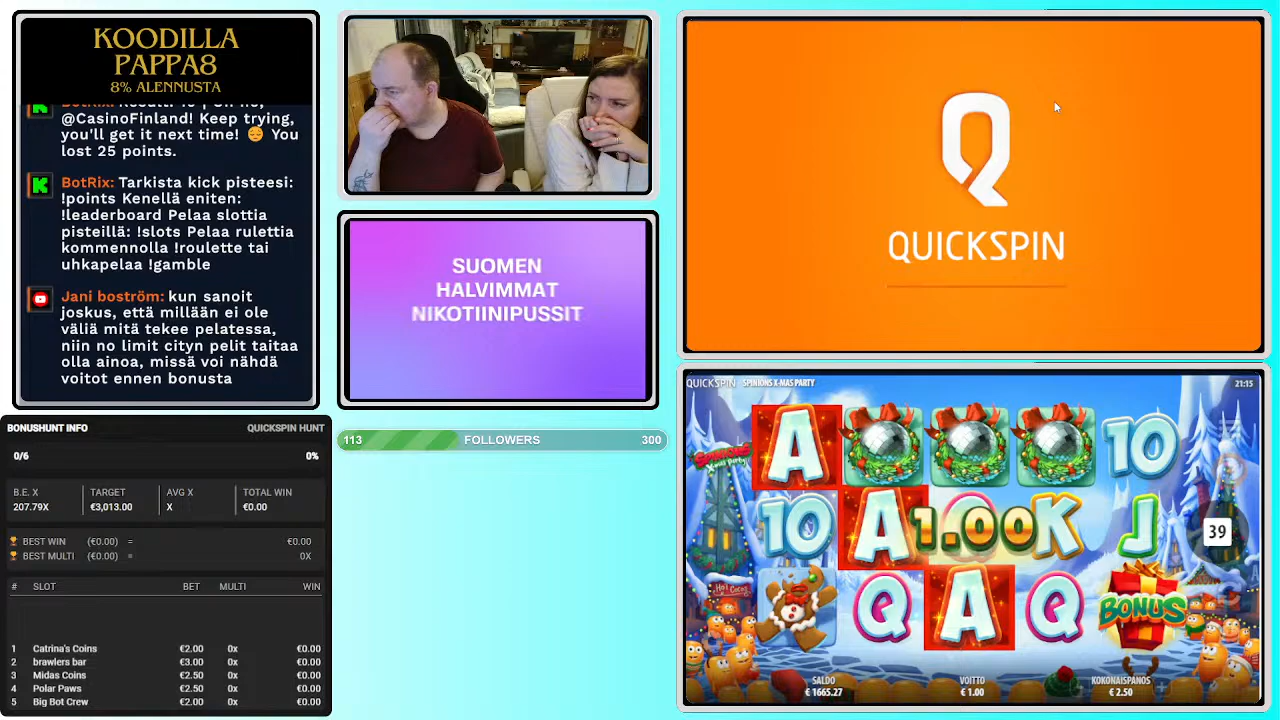 KOODILLA
PAPPA8
8% ALENNUSTA
@CasinoFinland! Keep trying,
you'll get it next time! 😔 You
lost 25 points.
BotRix: Tarkista kick pisteesi:
!points Kenellä eniten:
!leaderboard Pelaa slottia
pisteillä: !slots Pelaa rulettia
kommennolla !roulette tai
uhkapelaa !gamble
Jani boström: kun sanoit
joskus, että millään ei ole
väliä mitä tekee pelatessa,
niin no limit cityn pelit taitaa
olla ainoa, missä voi nähdä
voitot ennen bonusta
SUOMEN
HALVIMMAT
NIKOTIINIPUSSIT
113 FOLLOWERS 300
QUICKSPIN
BONUSHUNT INFO QUICKSPIN HUNT
0/6 0%
B.E. X TARGET AVG X TOTAL WIN
207.79X €3,013.00 X €0.00
BEST WIN (€0.00) = €0.00
BEST MULTI (€0.00) = 0X
# SLOT BET MULTI WIN
1 Catrina's Coins €2.00 0x €0.00
2 brawlers bar €3.00 0x €0.00
3 Midas Coins €2.50 0x €0.00
4 Polar Paws €2.50 0x €0.00
5 Big Bot Crew €2.00 0x €0.00
QUICKSPIN SPINIONS X-MAS PARTY 21:15
SPINIONS
A 10
10 A 1.00 K J 39
HOT COCOA
Q A Q BONUS
SALDO VOITTO KOKONAISPANOS
€ 1665.27 € 1.00 € 2.50